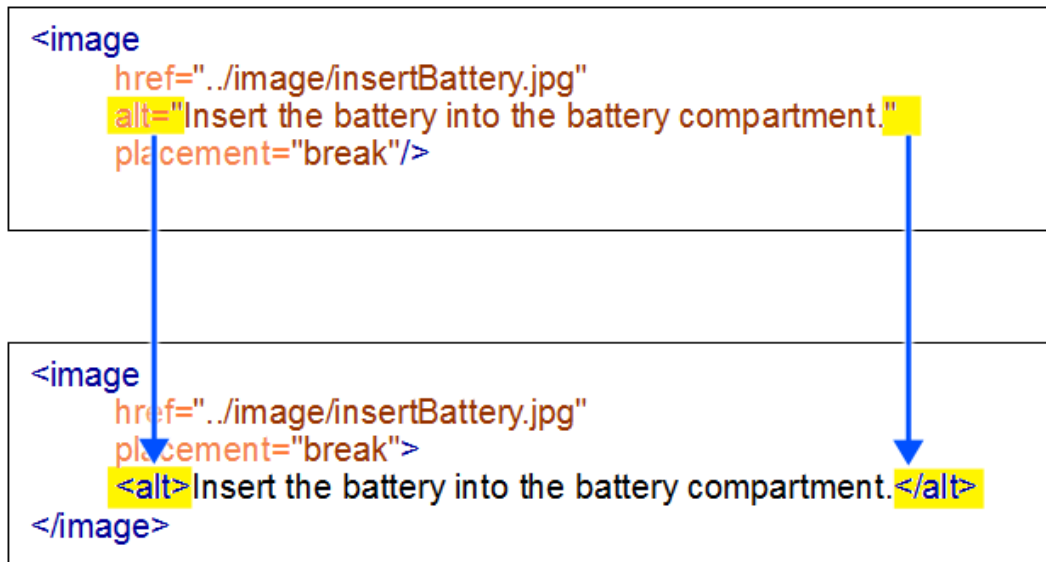 <image
href="../image/insertBattery.jpg"
alt="Insert the battery into the battery compartment."
placement="break"/>
<image
href="../image/insertBattery.jpg"
placement="break">
<alt>Insert the battery into the battery compartment.</alt>
</image>